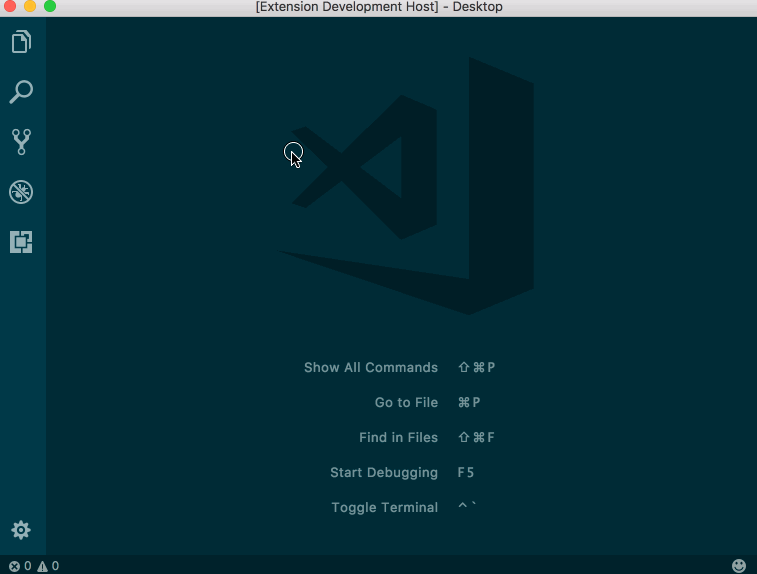 [Extension Development Host] - Desktop
Show All Commands ⇧⌘P
Go to File ⌘P
Find in Files ⇧⌘F
Start Debugging F5
Toggle Terminal ^`
0 0